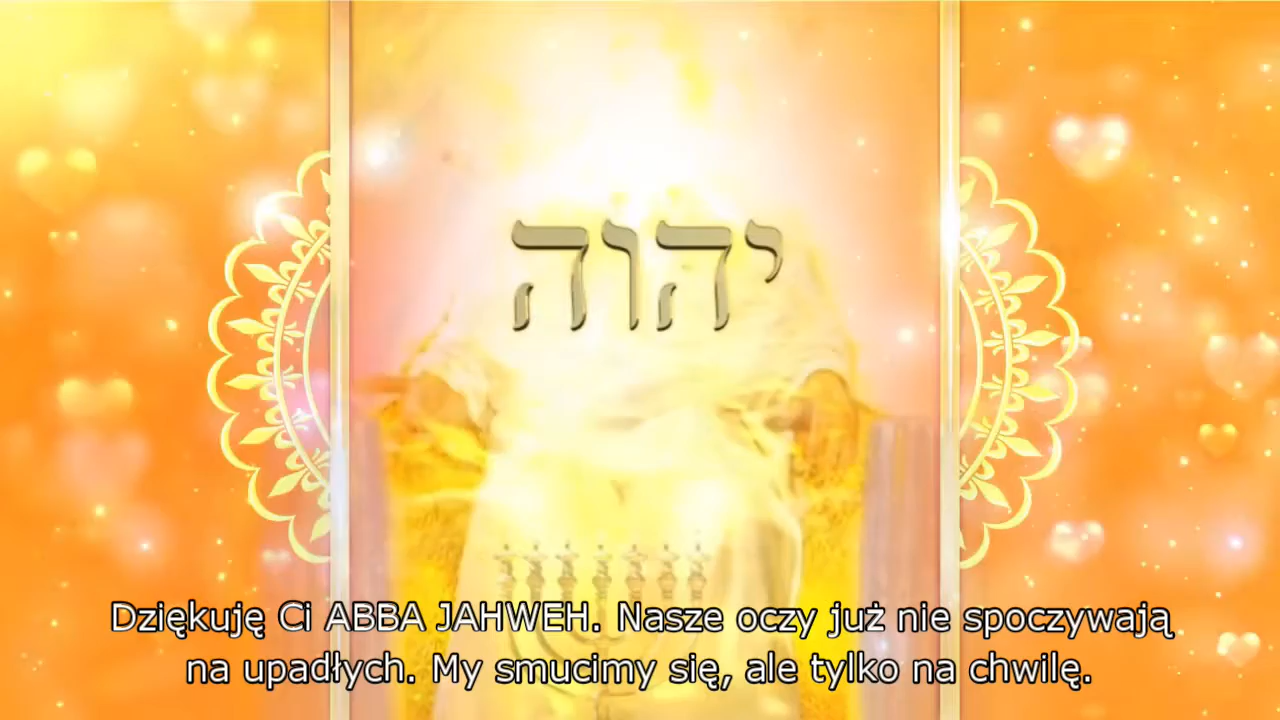 יהוה
Dziękuję Ci ABBA JAHWEH. Nasze oczy już nie spoczywają
na upadłych. My smucimy się, ale tylko na chwilę.